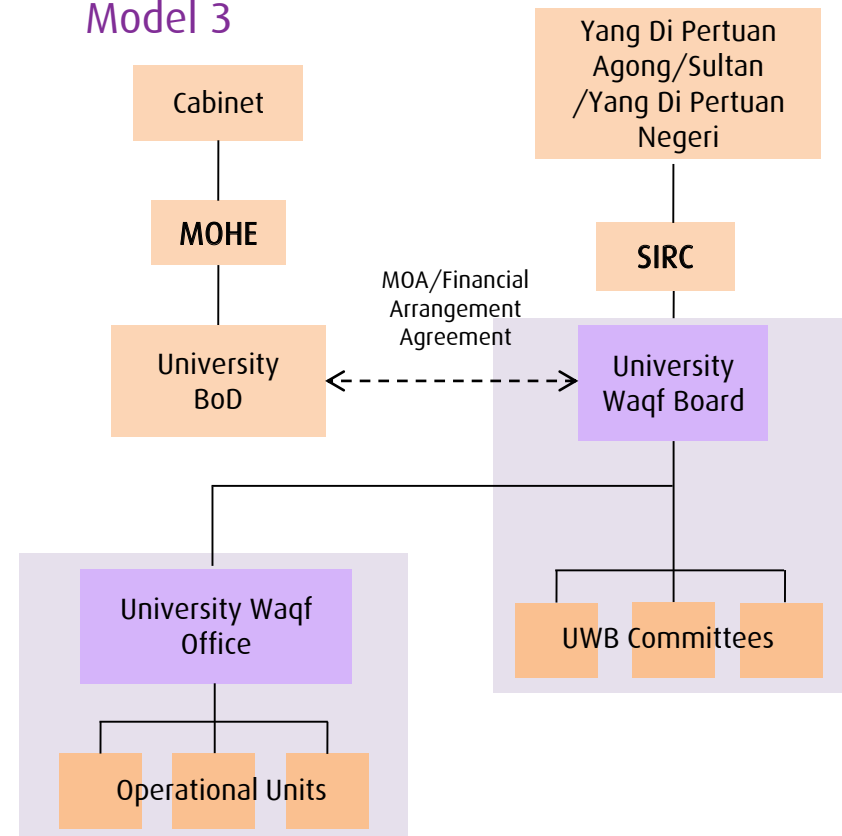 Model 3
Yang Di Pertuan
Agong/Sultan
/Yang Di Pertuan
Negeri
Cabinet
MOHE
SIRC
MOA/Financial
Arrangement
Agreement
University
BoD
University
Waqf Board
University Waqf
Office
UWB Committees
Operational Units